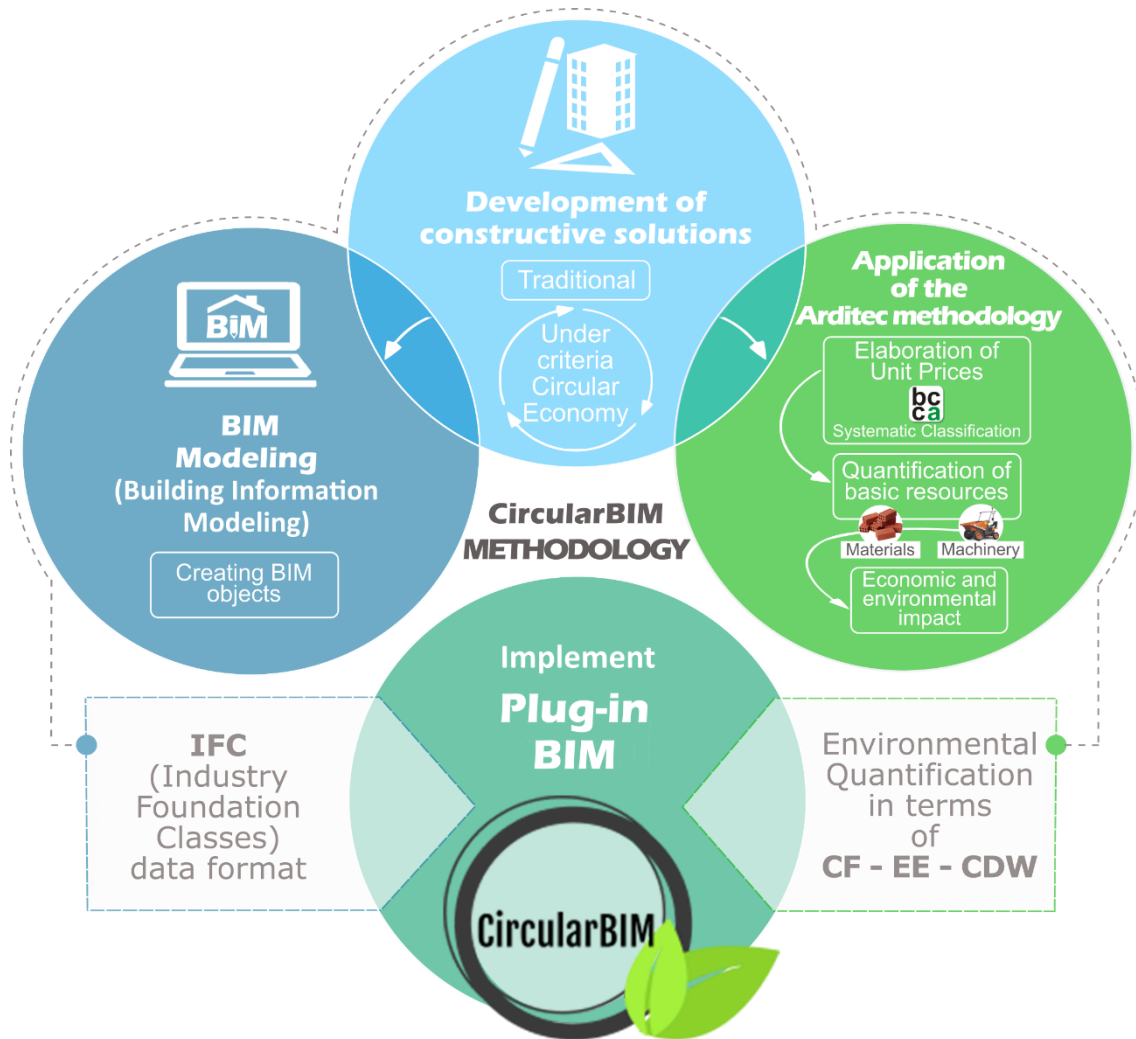 Development of
constructive solutions
Traditional
Under
criteria
Circular
Economy
BiM
BIM
Modeling
(Building Information
Modeling)
Creating BIM
objects
Application
of the
Arditec methodology
Elaboration of
Unit Prices
bc
ca
Systematic Classification
Quantification of
basic resources
Materials
Machinery
Economic and
environmental
impact
CircularBIM
METHODOLOGY
Implement
Plug-in
BIM
IFC
(Industry
Foundation
Classes)
data format
Environmental
Quantification
in terms
of
CF - EE - CDW
CircularBIM